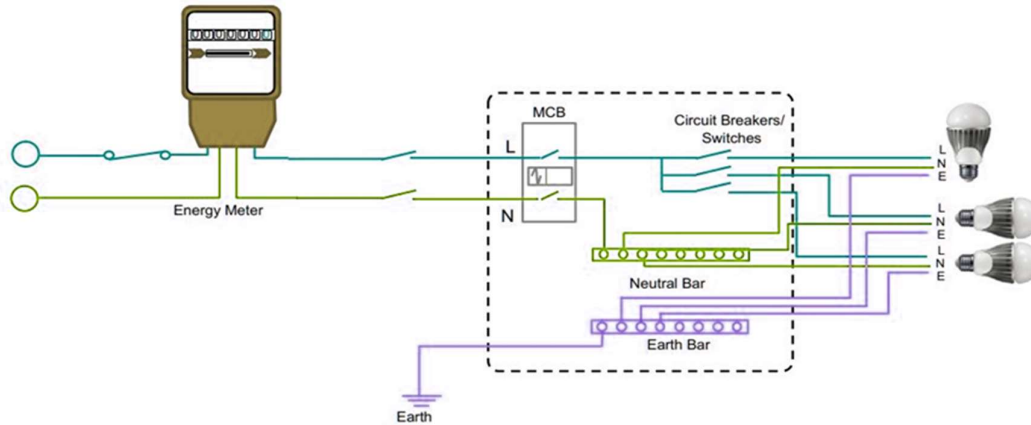 MCB
Circuit Breakers/
Switches
L
N
Energy Meter
Neutral Bar
Earth Bar
Earth
L
N
E
L
N
E
L
N
E